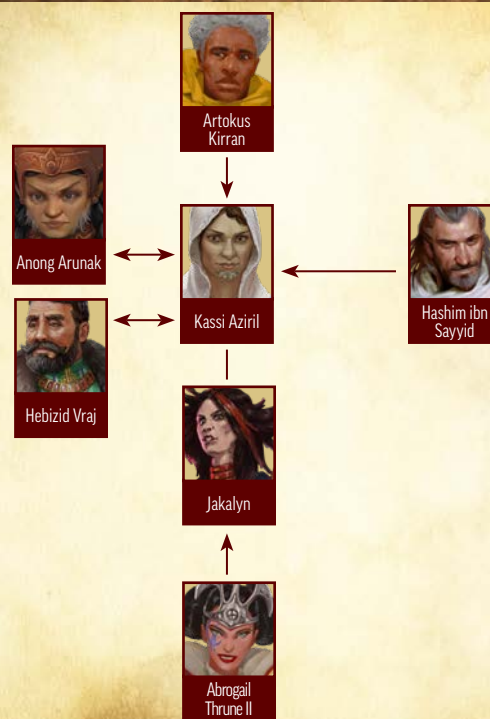 Artokus
Kirran
Anong Arunak
Kassi Aziril
Hashim ibn
Sayyid
Hebizid Vraj
Jakalyn
Abrogail
Thrune II